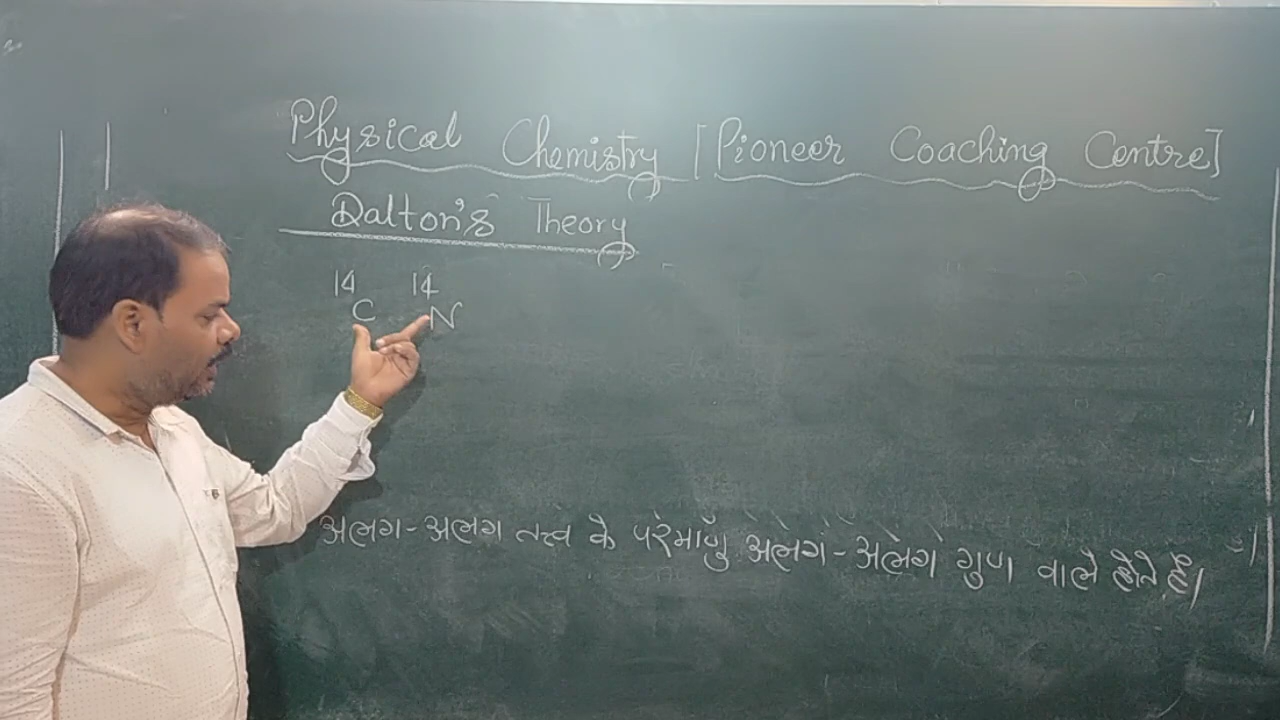 Physical Chemistry [Pioneer Coaching Centre]
Dalton's Theory
14 14
C N
अलग-अलग तत्व के परमाणु अलग-अलग गुण वाले होते है।